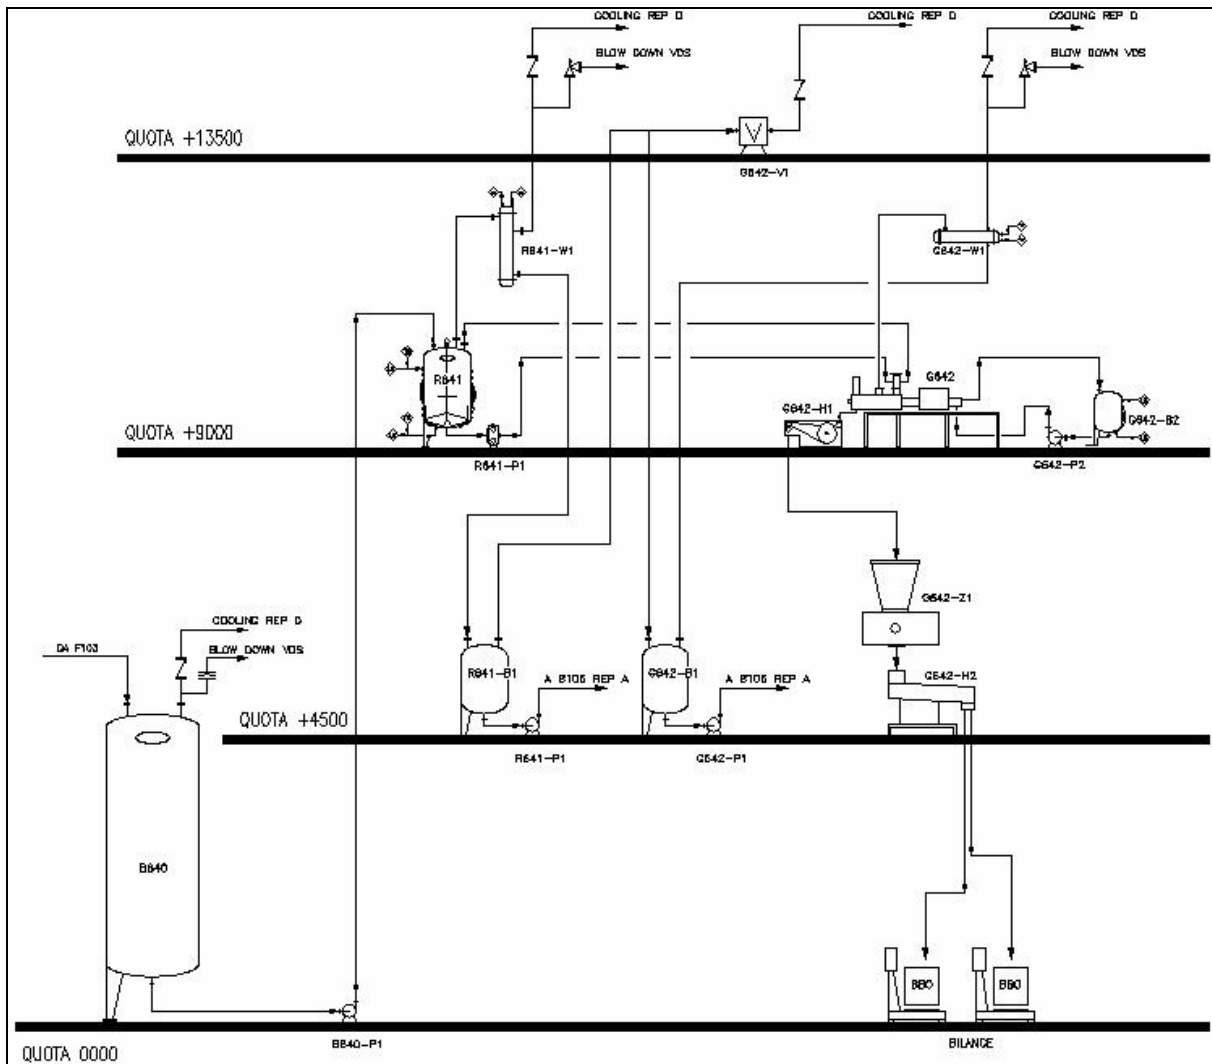 COOLING REP D
COOLING REP D
COOLING REP D
BLOW DOWN VDS
BLOW DOWN VDS
QUOTA +13500
G642-V1
R641-W1
G642-W1
R641
G642
G642-H1
G642-B2
QUOTA +9000
R641-P1
G642-P2
G642-Z1
COOLING REP D
DA F103
BLOW DOWN VDS
R641-B1
G642-B1
G642-H2
A B106 REP A
A B106 REP A
QUOTA +4500
R641-P1
G642-P1
B640
BILANCE
B640-P1
QUOTA 0000